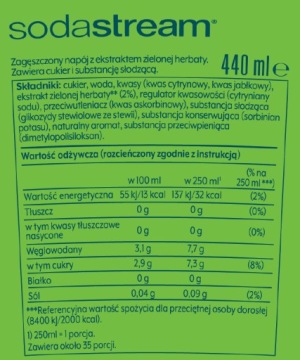 sodastream®
Zagęszczony napój z ekstraktem zielonej herbaty.
Zawiera cukier i substancję słodzącą.
440 ml e
Składniki: cukier, woda, kwasy (kwas cytrynowy, kwas jabłkowy),
ekstrakt zielonej herbaty** (2%), regulator kwasowości (cytryniany
sodu), przeciwutleniacz (kwas askorbinowy), substancja słodząca
(glikozydy stewiolowe ze stewii), substancja konserwująca (sorbinian
potasu), naturalny aromat, substancja przeciwpieniąca
(dimetylopolisiloksan).
Wartość odżywcza (rozcieńczony zgodnie z instrukcją)
w 100 ml w 250 ml¹ (% na 250 ml ***)
Wartość energetyczna 55 kJ/13 kcal 137 kJ/32 kcal (2%)
Tłuszcz 0 g 0 g (0%)
w tym kwasy tłuszczowe
nasycone 0 g 0 g (0%)
Węglowodany 3,1 g 7,7 g
w tym cukry 2,9 g 7,3 g (8%)
Białko 0 g 0 g
Sól 0,04 g 0,09 g (2%)
***Referencyjna wartość spożycia dla przeciętnej osoby dorosłej
(8400 kJ/2000 kcal).
1) 250ml = 1 porcja.
Zawiera około 35 porcji.